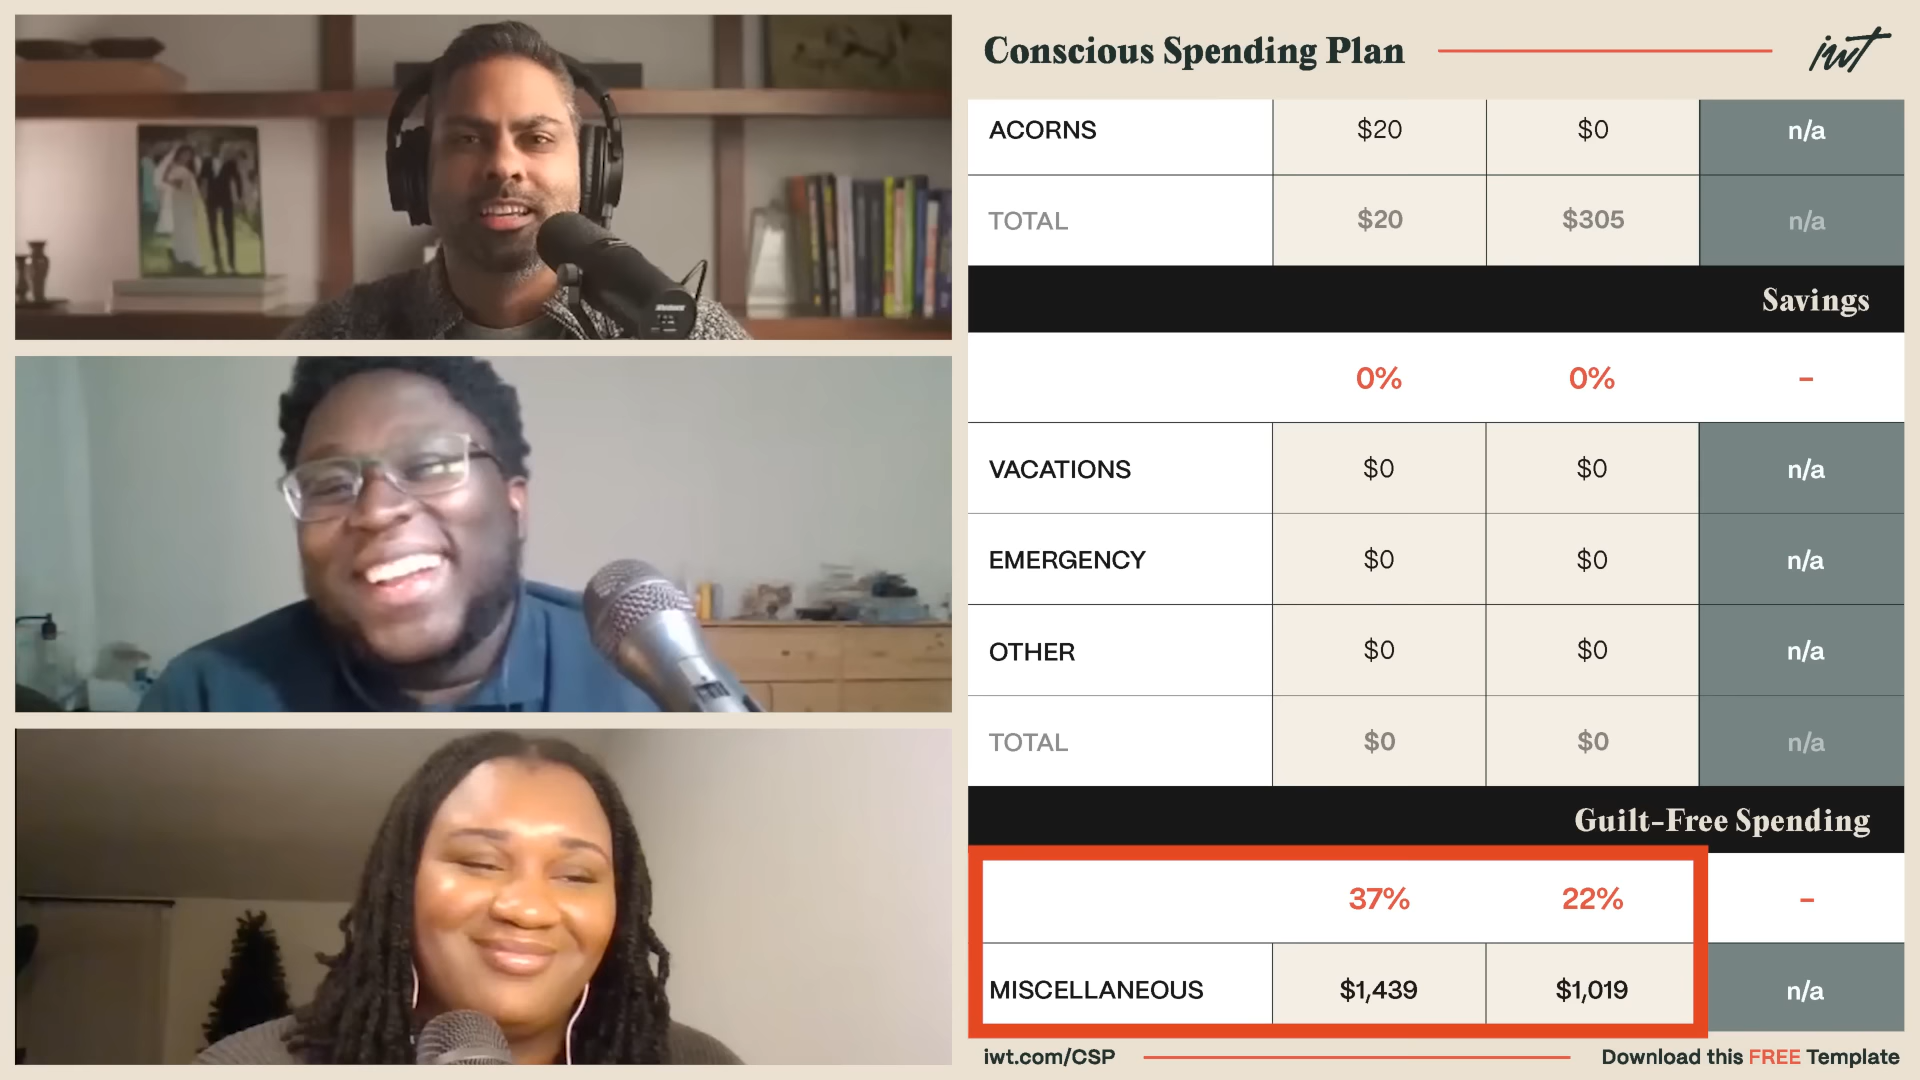 Conscious Spending Plan
iwt
ACORNS $20 $0 n/a
TOTAL $20 $305 n/a
Savings
0% 0% –
VACATIONS $0 $0 n/a
EMERGENCY $0 $0 n/a
OTHER $0 $0 n/a
TOTAL $0 $0 n/a
Guilt-Free Spending
37% 22% –
MISCELLANEOUS $1,439 $1,019 n/a
iwt.com/CSP
Download this FREE Template